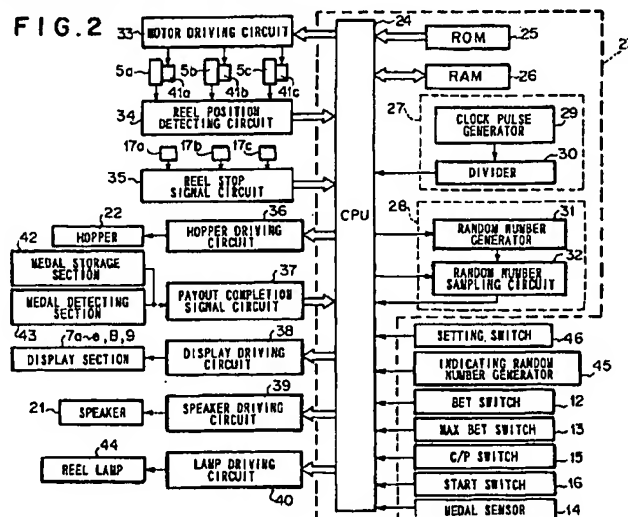 FIG.2
33
MOTOR DRIVING CIRCUIT
5a
5b
5c
41a
41b
41c
34
REEL POSITION DETECTING CIRCUIT
17a
17b
17c
35
REEL STOP SIGNAL CIRCUIT
36
22
HOPPER
HOPPER DRIVING CIRCUIT
42
MEDAL STORAGE SECTION
37
MEDAL DETECTING SECTION
PAYOUT COMPLETION SIGNAL CIRCUIT
43
7a~e, 8, 9
38
DISPLAY SECTION
DISPLAY DRIVING CIRCUIT
39
21
SPEAKER
SPEAKER DRIVING CIRCUIT
44
REEL LAMP
LAMP DRIVING CIRCUIT
40
24
CPU
ROM
25
RAM
26
27
CLOCK PULSE GENERATOR
29
DIVIDER
30
28
31
RANDOM NUMBER GENERATOR
32
RANDOM NUMBER SAMPLING CIRCUIT
SETTING SWITCH
46
INDICATING RANDOM NUMBER GENERATOR
45
BET SWITCH
12
MAX BET SWITCH
13
C/P SWITCH
15
START SWITCH
16
MEDAL SENSOR
14